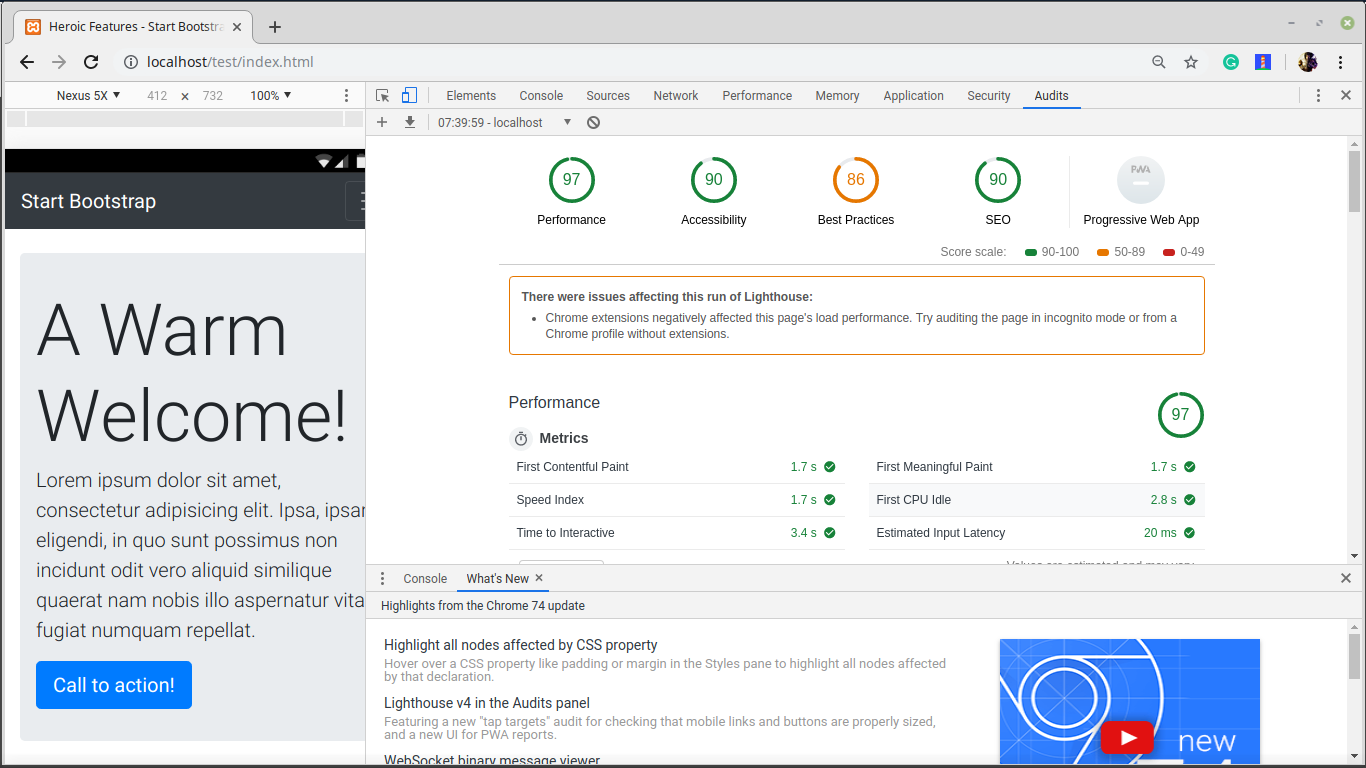 Heroic Features - Start Bootstra
localhost/test/index.html
Nexus 5X 412 × 732 100%
Elements Console Sources Network Performance Memory Application Security Audits
07:39:59 - localhost
Start Bootstrap
A Warm
Welcome!
Lorem ipsum dolor sit amet,
consectetur adipisicing elit. Ipsa, ipsam
eligendi, in quo sunt possimus non
incidunt odit vero aliquid similique
quaerat nam nobis illo aspernatur vita
fugiat numquam repellat.
Call to action!
97 90 86 90 PWA
Performance Accessibility Best Practices SEO Progressive Web App
Score scale: 90-100 50-89 0-49
There were issues affecting this run of Lighthouse:
Chrome extensions negatively affected this page's load performance. Try auditing the page in incognito mode or from a
Chrome profile without extensions.
Performance 97
Metrics
First Contentful Paint 1.7 s First Meaningful Paint 1.7 s
Speed Index 1.7 s First CPU Idle 2.8 s
Time to Interactive 3.4 s Estimated Input Latency 20 ms
Values are estimated and may vary.
Console What's New
Highlights from the Chrome 74 update
Highlight all nodes affected by CSS property
Hover over a CSS property like padding or margin in the Styles pane to highlight all nodes affected
by that declaration.
Lighthouse v4 in the Audits panel
Featuring a new "tap targets" audit for checking that mobile links and buttons are properly sized,
and a new UI for PWA reports.
WebSocket binary message viewer
new